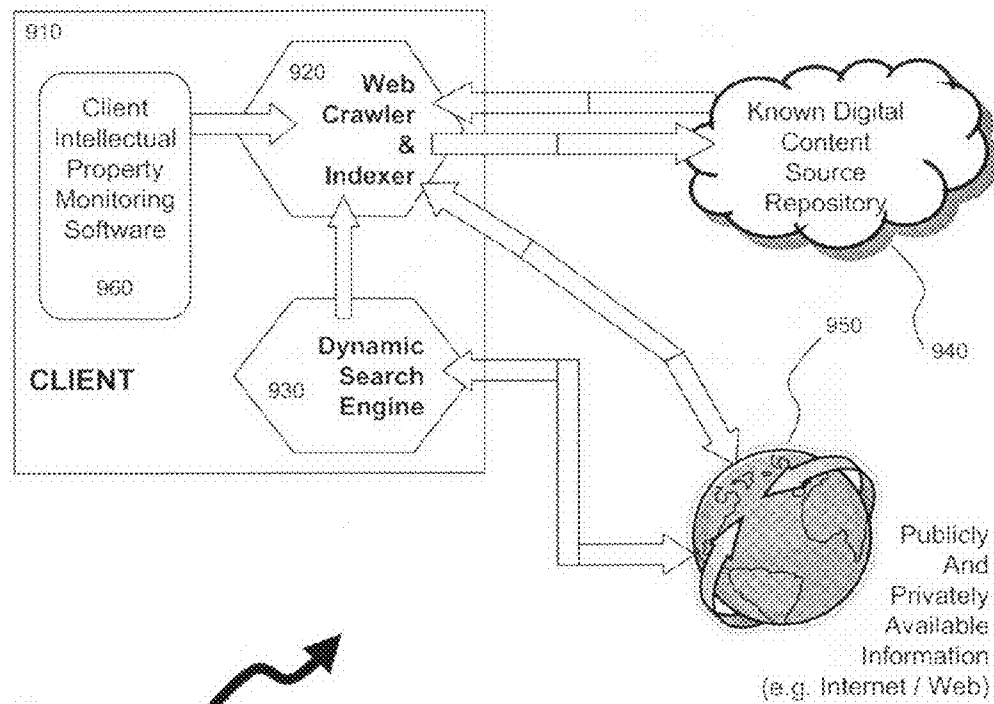 910
Client
Intellectual
Property
Monitoring
Software
960
920
Web
Crawler
&
Indexer
Known Digital
Content
Source
Repository
940
CLIENT
930
Dynamic
Search
Engine
950
Publicly
And
Privately
Available
Information
(e.g. Internet / Web)